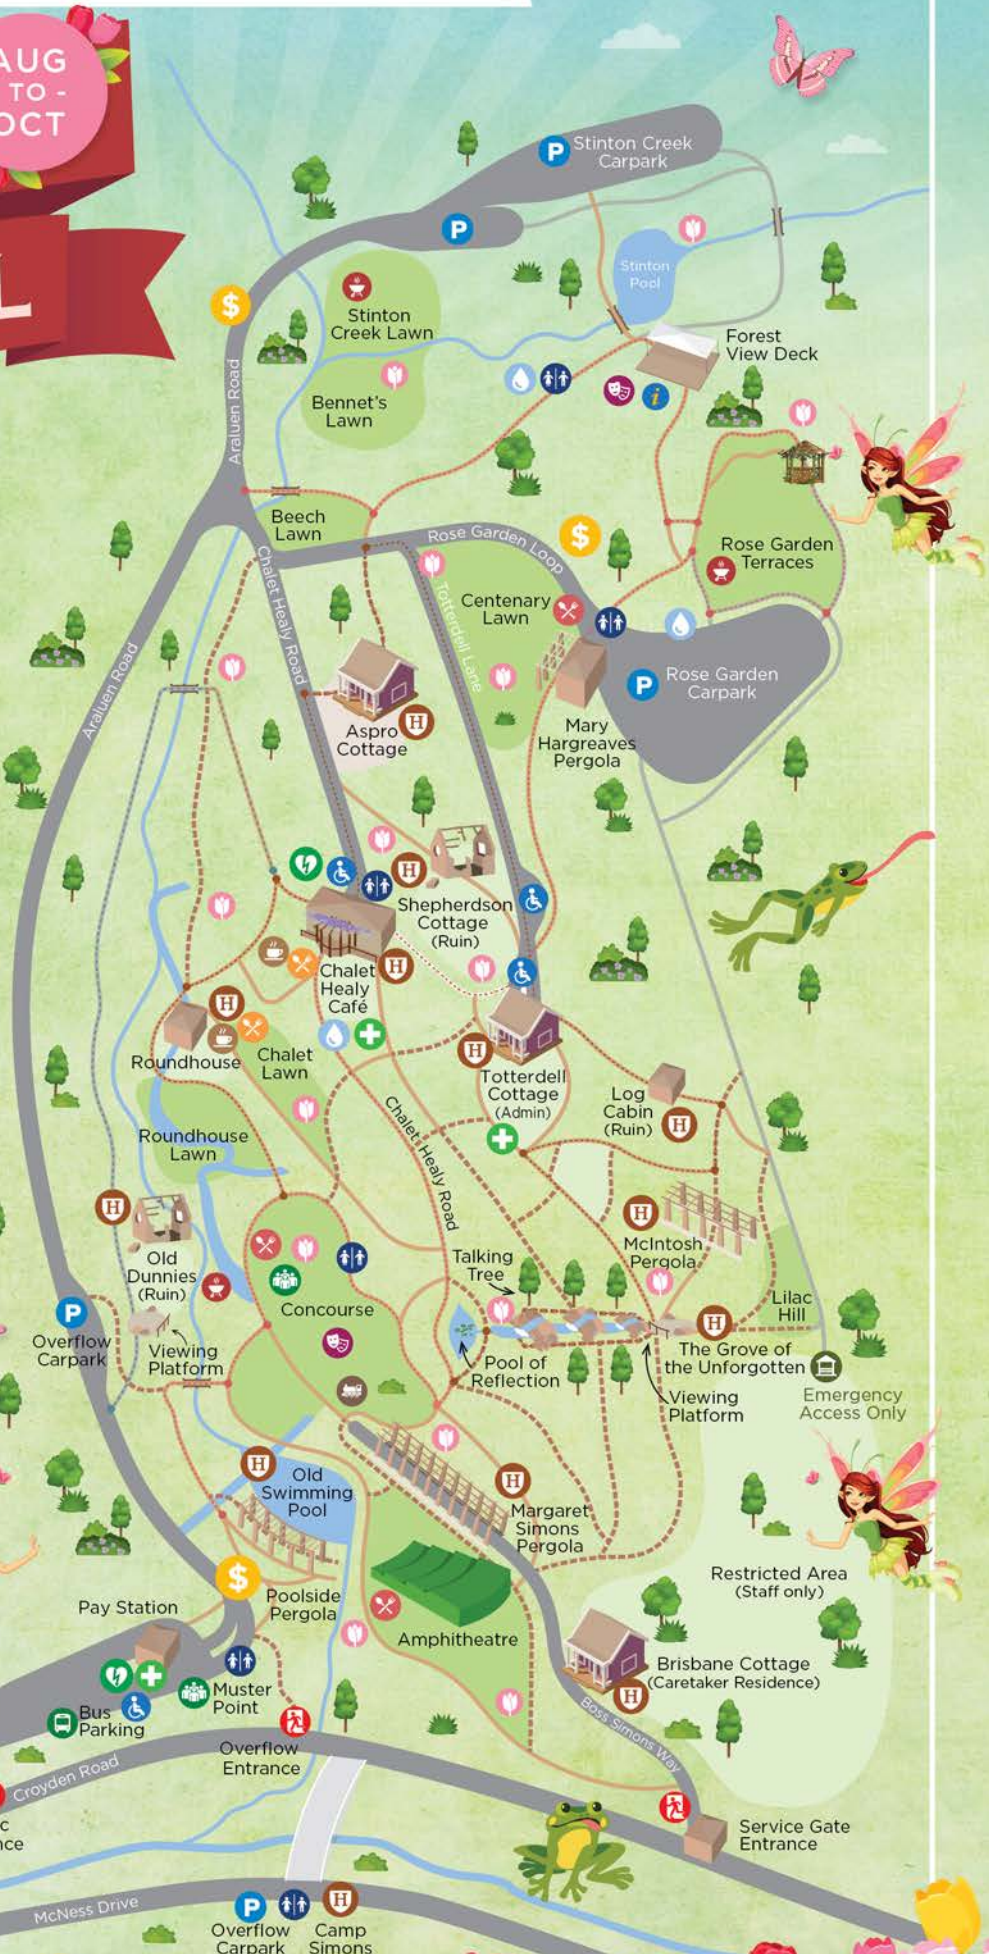 AUG
TO -
OCT
L
P
Stinton Creek
Carpark
P
Stinton
Pool
$
Stinton
Creek Lawn
Forest
View Deck
i
Araluen Road
Bennet's
Lawn
Beech
Lawn
Rose Garden Loop
$
Rose Garden
Terraces
Chalet Healy Road
Totterdell Lane
Centenary
Lawn
P
Rose Garden
Carpark
Araluen Road
Aspro
Cottage
H
Mary
Hargreaves
Pergola
H
Shepherdson
Cottage
(Ruin)
Chalet
Healy
Café
H
H
Roundhouse
Chalet
Lawn
H
Totterdell
Cottage
(Admin)
Log
Cabin
(Ruin)
H
Chalet Healy Road
Roundhouse
Lawn
H
Old
Dunnies
(Ruin)
H
McIntosh
Pergola
Talking
Tree
Lilac
Hill
P
Overflow
Carpark
Viewing
Platform
Concourse
Pool of
Reflection
H
The Grove of
the Unforgotten
Viewing
Platform
Emergency
Access Only
H
Old
Swimming
Pool
H
Margaret
Simons
Pergola
$
Pay Station
Poolside
Pergola
Amphitheatre
Restricted Area
(Staff only)
Brisbane Cottage
(Caretaker Residence)
H
Muster
Point
Bus
Parking
Boss Simons Way
Overflow
Entrance
Croyden Road
c
nce
Service Gate
Entrance
McNess Drive
P
H
Overflow
Carpark
Camp
Simons